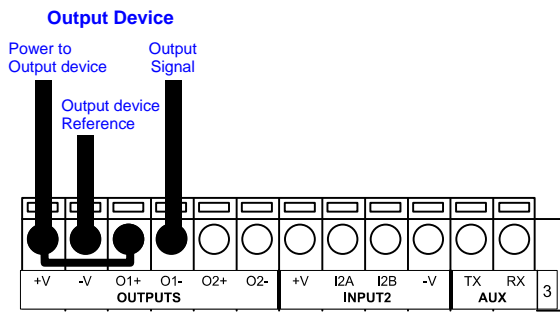 Output Device
Power to
Output device
Output
Signal
Output device
Reference
+V -V O1+ O1- O2+ O2- +V I2A I2B -V TX RX
OUTPUTS INPUT2 AUX 3